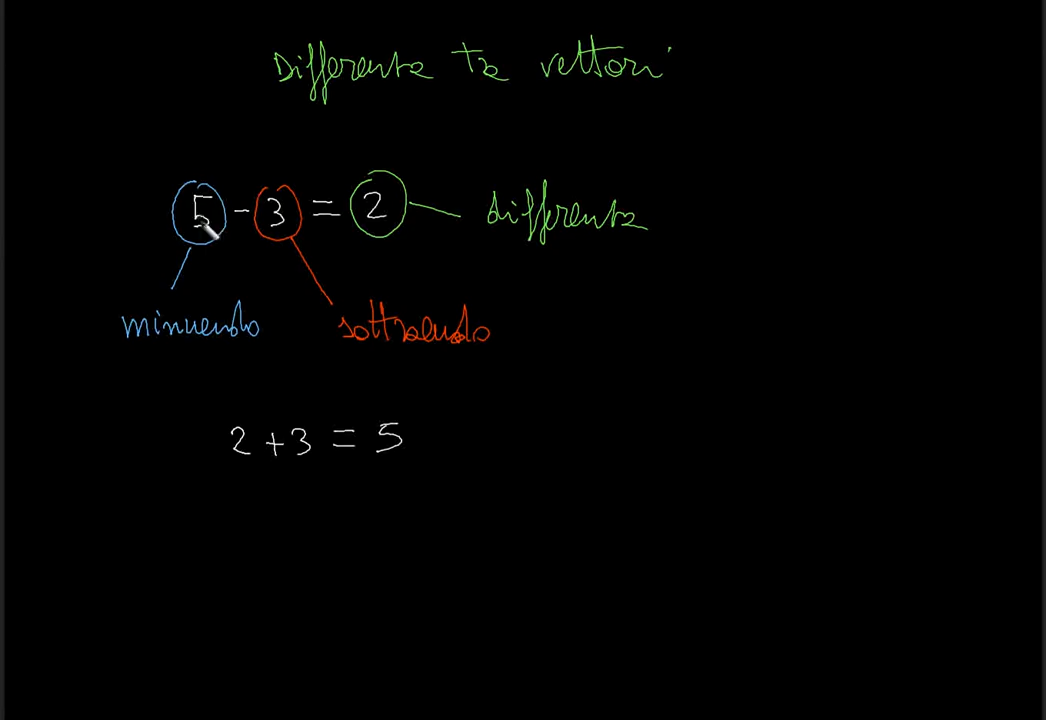 Differenza tra vettori
5 - 3 = 2 differenza
minuendo sottraendo
2 + 3 = 5